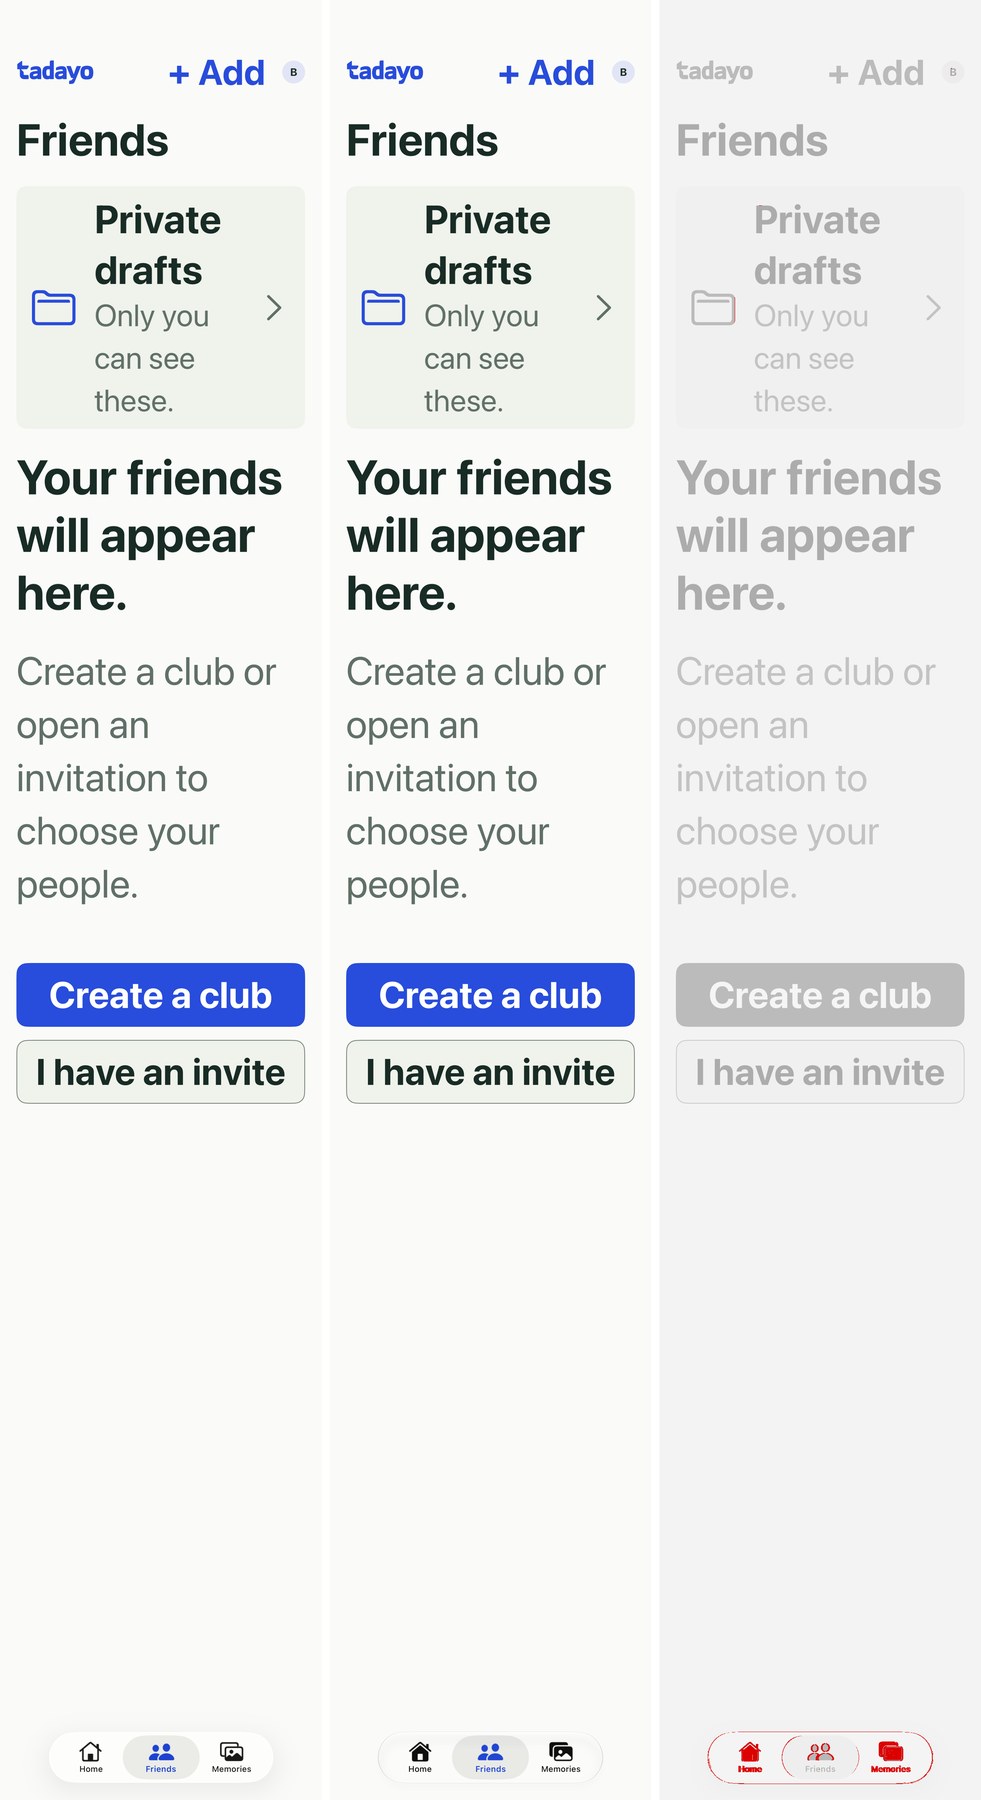 tadayo + Add B
Friends
Private
drafts
Only you
can see
these.
Your friends
will appear
here.
Create a club or
open an
invitation to
choose your
people.
Create a club
I have an invite
Home Friends Memories
tadayo + Add B
Friends
Private
drafts
Only you
can see
these.
Your friends
will appear
here.
Create a club or
open an
invitation to
choose your
people.
Create a club
I have an invite
Home Friends Memories
tadayo + Add B
Friends
Private
drafts
Only you
can see
these.
Your friends
will appear
here.
Create a club or
open an
invitation to
choose your
people.
Create a club
I have an invite
Home Friends Memories